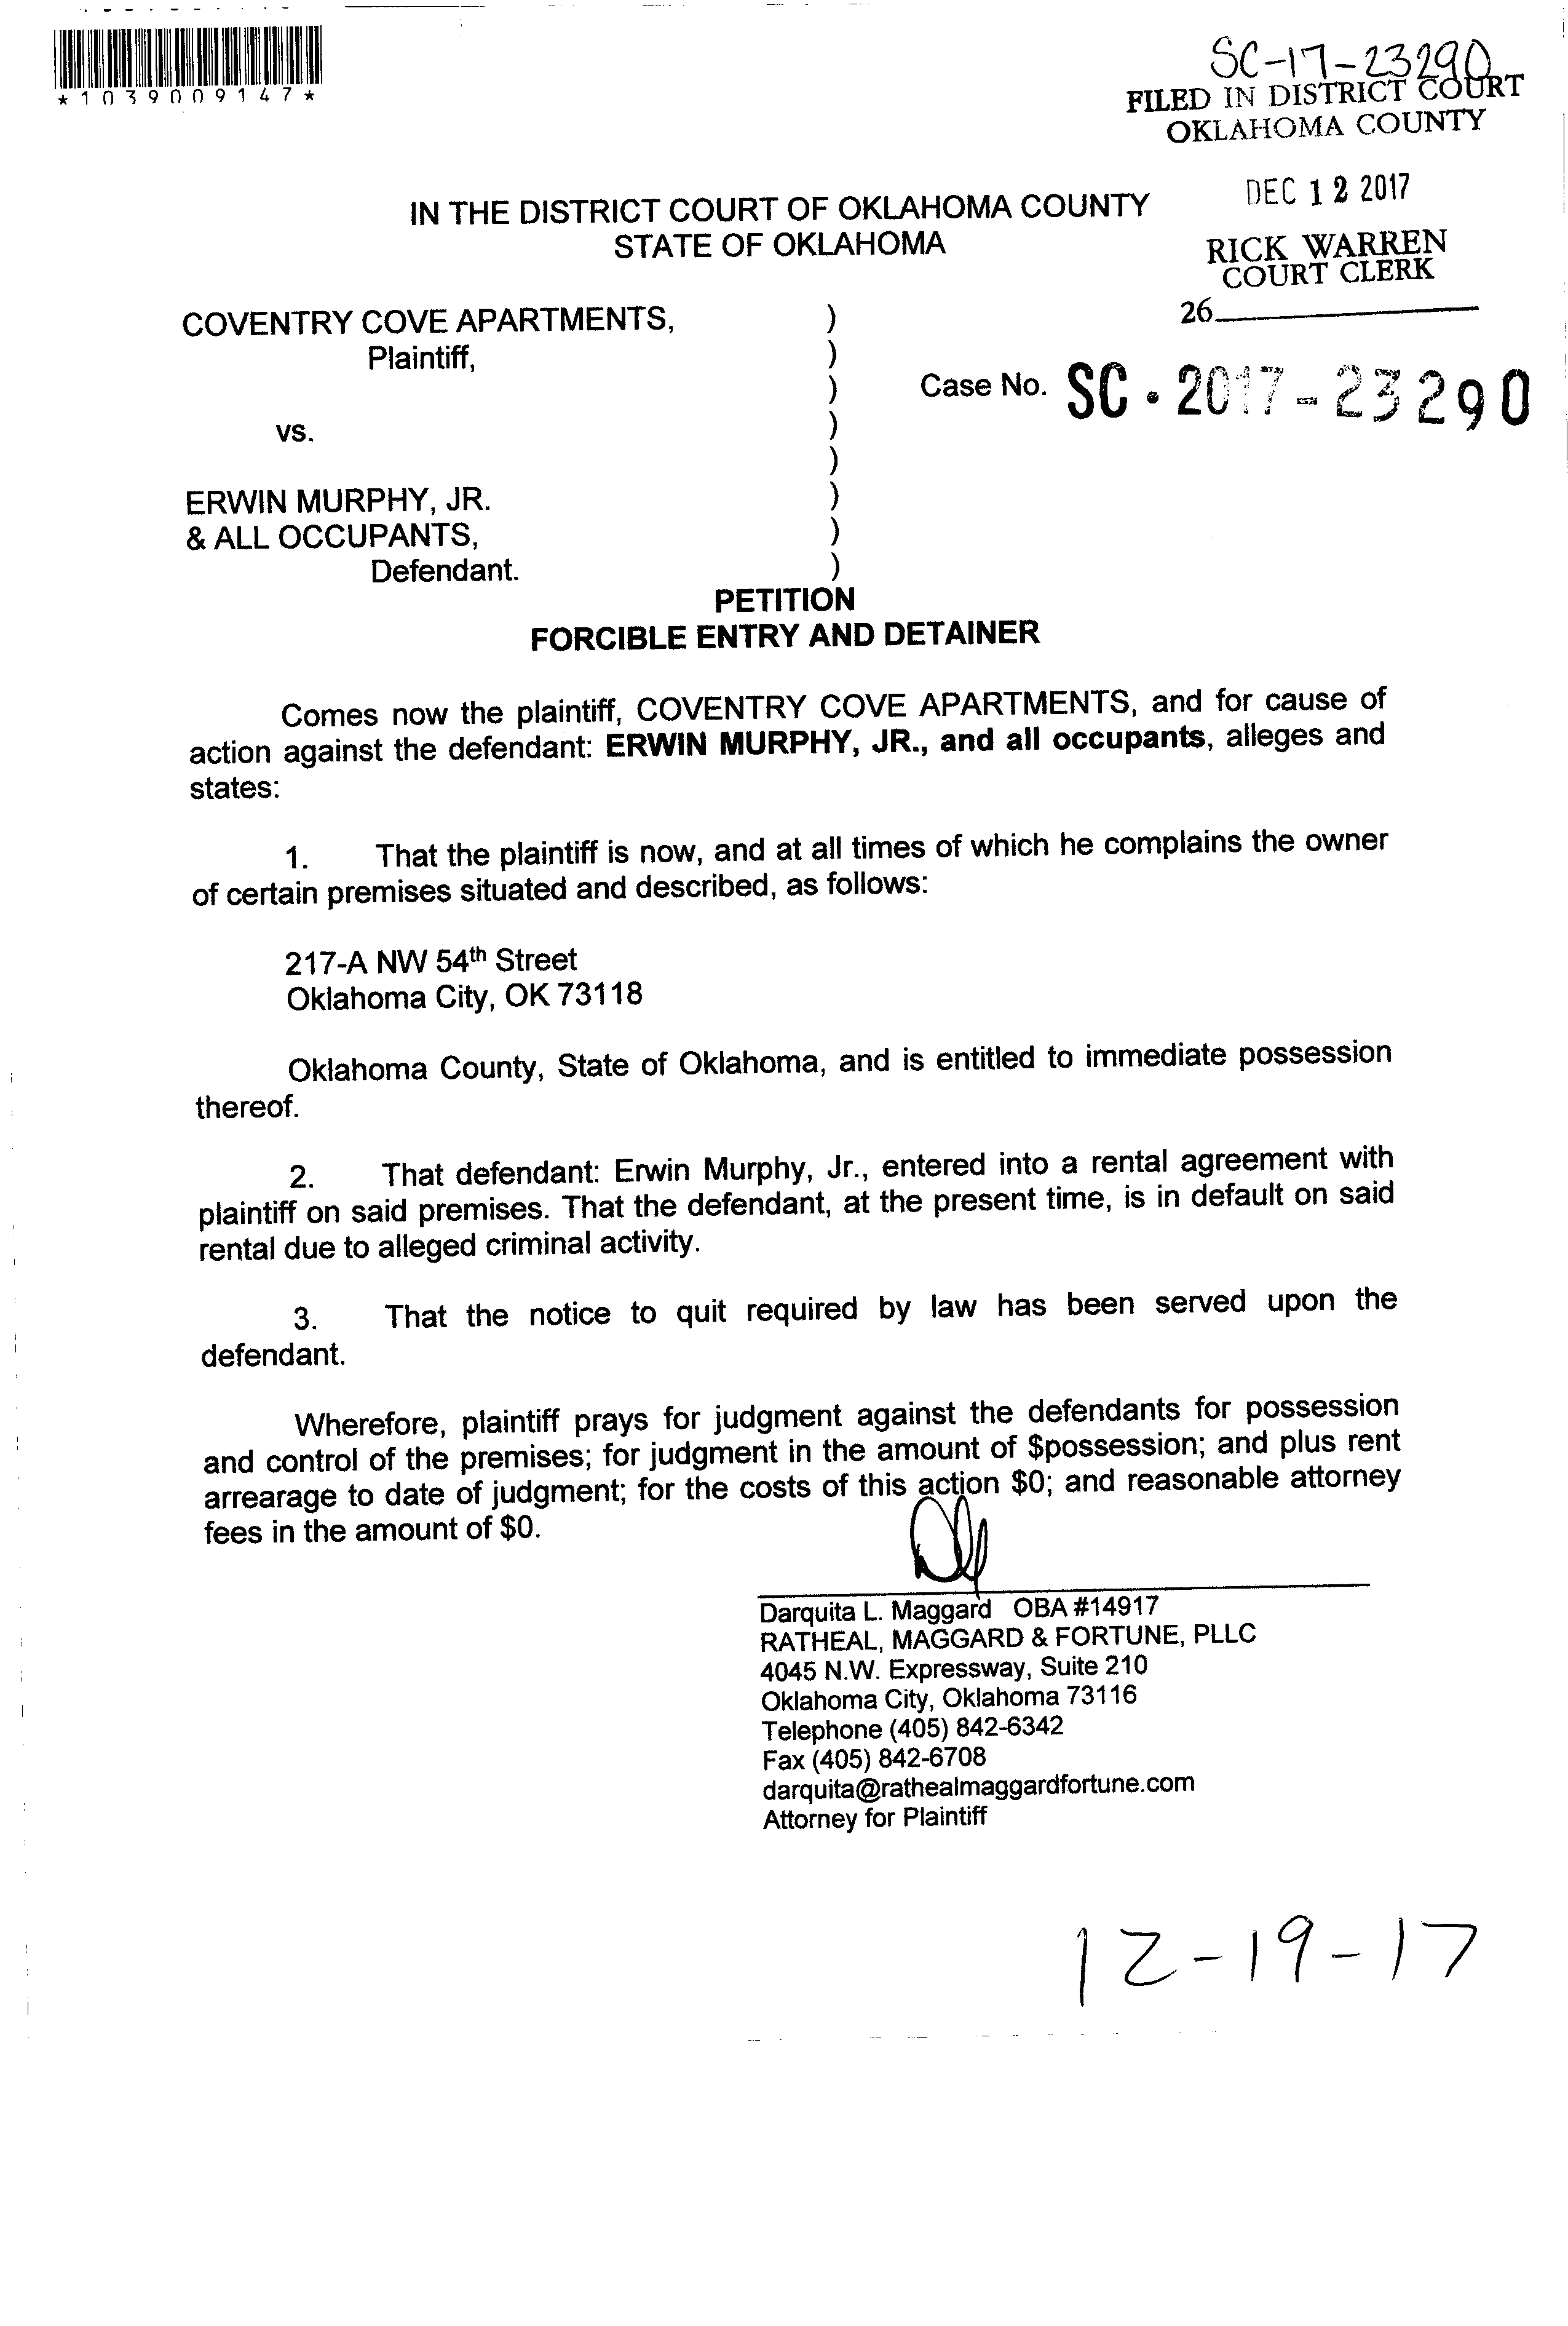 *1039009147*
SC-17-23290
FILED IN DISTRICT COURT
OKLAHOMA COUNTY
DEC 12 2017
RICK WARREN
COURT CLERK
26
IN THE DISTRICT COURT OF OKLAHOMA COUNTY
STATE OF OKLAHOMA
COVENTRY COVE APARTMENTS, )
Plaintiff, )
)
Case No. SC • 2017-23290
vs. )
)
ERWIN MURPHY, JR. )
& ALL OCCUPANTS, )
Defendant. )
PETITION
FORCIBLE ENTRY AND DETAINER
Comes now the plaintiff, COVENTRY COVE APARTMENTS, and for cause of
action against the defendant: ERWIN MURPHY, JR., and all occupants, alleges and
states:
1. That the plaintiff is now, and at all times of which he complains the owner
of certain premises situated and described, as follows:
217-A NW 54th Street
Oklahoma City, OK 73118
Oklahoma County, State of Oklahoma, and is entitled to immediate possession
thereof.
2. That defendant: Erwin Murphy, Jr., entered into a rental agreement with
plaintiff on said premises. That the defendant, at the present time, is in default on said
rental due to alleged criminal activity.
3. That the notice to quit required by law has been served upon the
defendant.
Wherefore, plaintiff prays for judgment against the defendants for possession
and control of the premises; for judgment in the amount of $possession; and plus rent
arrearage to date of judgment; for the costs of this action $0; and reasonable attorney
fees in the amount of $0.
Darquita L. Maggard OBA #14917
RATHEAL, MAGGARD & FORTUNE, PLLC
4045 N.W. Expressway, Suite 210
Oklahoma City, Oklahoma 73116
Telephone (405) 842-6342
Fax (405) 842-6708
darquita@rathealmaggardfortune.com
Attorney for Plaintiff
12-19-17